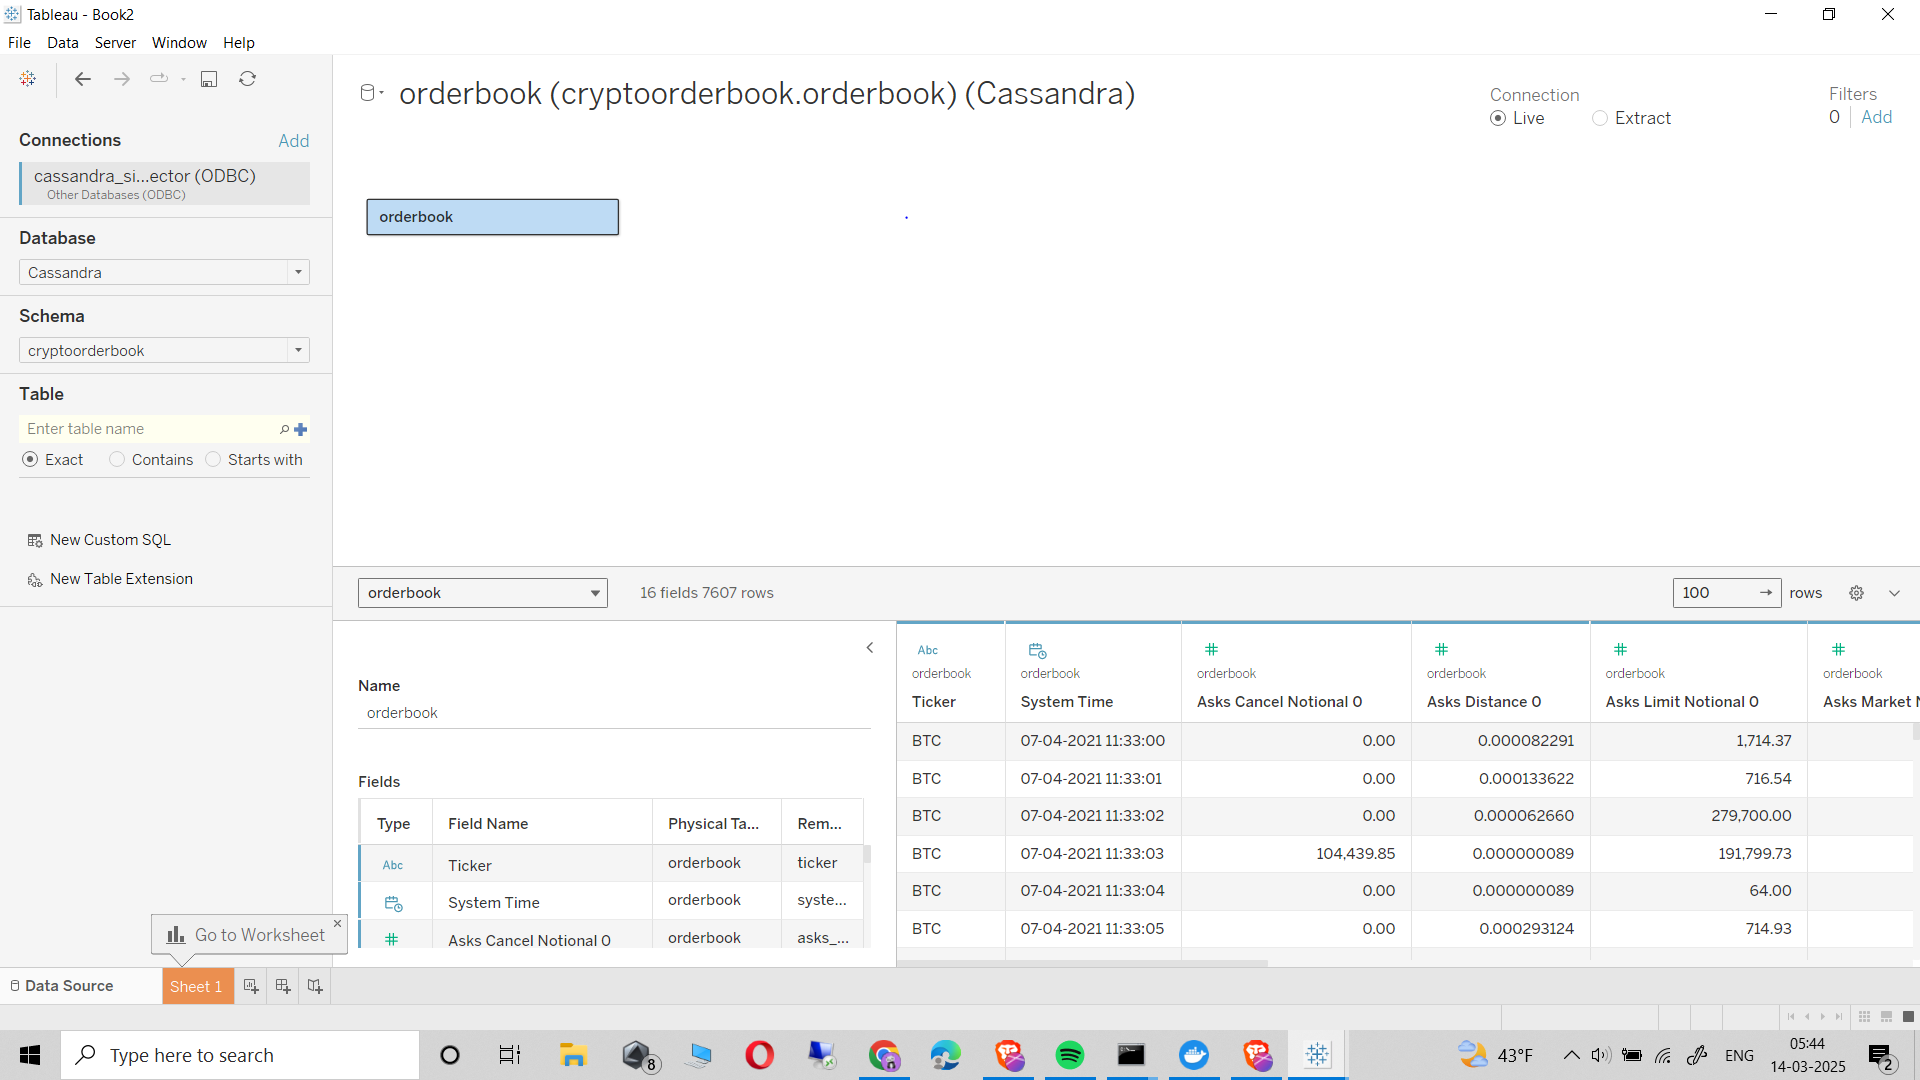 Tableau - Book2
File Data Server Window Help
Connections Add
cassandra_si...ector (ODBC)
Other Databases (ODBC)
Database
Cassandra
Schema
cryptoorderbook
Table
Enter table name
Exact Contains Starts with
New Custom SQL
New Table Extension
orderbook (cryptoorderbook.orderbook) (Cassandra)
Connection
Live Extract
Filters
0 Add
orderbook
orderbook 16 fields 7607 rows 100 rows
Name
orderbook
Fields
Type Field Name Physical Ta... Rem...
Abc Ticker orderbook ticker
System Time orderbook syste...
Asks Cancel Notional 0 orderbook asks_...
Abc
orderbook orderbook orderbook orderbook orderbook orderbook
Ticker System Time Asks Cancel Notional 0 Asks Distance 0 Asks Limit Notional 0 Asks Market N
BTC 07-04-2021 11:33:00 0.00 0.000082291 1,714.37
BTC 07-04-2021 11:33:01 0.00 0.000133622 716.54
BTC 07-04-2021 11:33:02 0.00 0.000062660 279,700.00
BTC 07-04-2021 11:33:03 104,439.85 0.000000089 191,799.73
BTC 07-04-2021 11:33:04 0.00 0.000000089 64.00
BTC 07-04-2021 11:33:05 0.00 0.000293124 714.93
Go to Worksheet
Data Source Sheet 1
Type here to search
8
43°F
ENG
05:44
14-03-2025
2